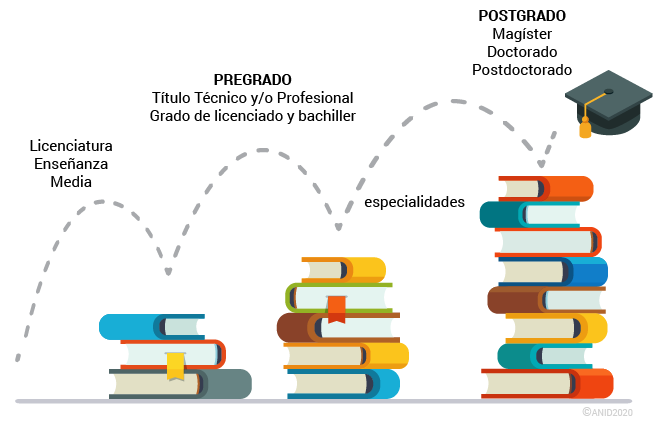 Licenciatura
Enseñanza
Media
PREGRADO
Título Técnico y/o Profesional
Grado de licenciado y bachiller
especialidades
POSTGRADO
Magíster
Doctorado
Postdoctorado
©ANID2020